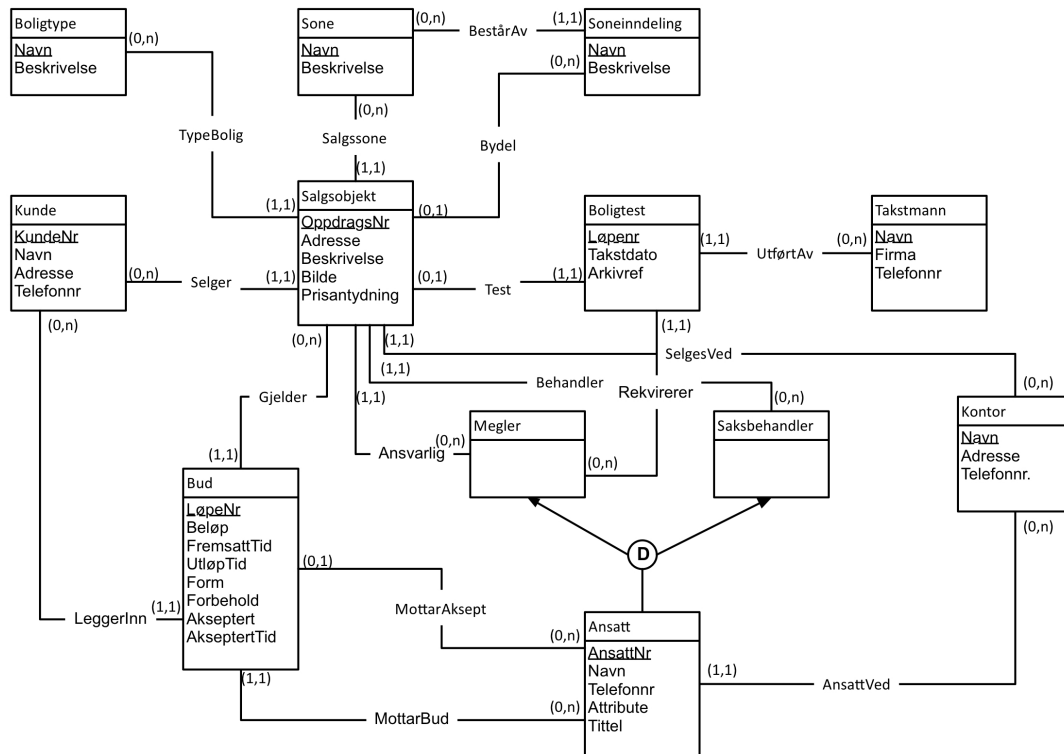 Boligtype
Navn
Beskrivelse
(0,n)
Sone
Navn
Beskrivelse
(0,n)
BestårAv
(1,1)
Soneinndeling
Navn
Beskrivelse
(0,n)
(0,n)
TypeBolig
Salgssone
Bydel
(1,1)
(1,1)
(0,1)
Salgsobjekt
OppdragsNr
Adresse
Beskrivelse
Bilde
Prisantydning
Kunde
KundeNr
Navn
Adresse
Telefonnr
(0,n)
Selger
(1,1)
(0,1)
Test
(1,1)
Boligtest
Løpenr
Takstdato
Arkivref
(1,1)
UtførtAv
(0,n)
Takstmann
Navn
Firma
Telefonnr
(0,n)
(0,n)
(1,1)
(1,1)
SelgesVed
(1,1)
Behandler
Rekvirerer
(0,n)
(0,n)
Gjelder
(1,1)
Ansvarlig
(0,n)
Megler
(0,n)
Saksbehandler
Kontor
Navn
Adresse
Telefonnr.
(0,n)
(1,1)
Bud
LøpeNr
Beløp
FremsattTid
UtløpTid
Form
Forbehold
Akseptert
AkseptertTid
(0,1)
D
LeggerInn
(1,1)
MottarAksept
(0,n)
Ansatt
AnsattNr
Navn
Telefonnr
Attribute
Tittel
(1,1)
AnsattVed
(1,1)
MottarBud
(0,n)